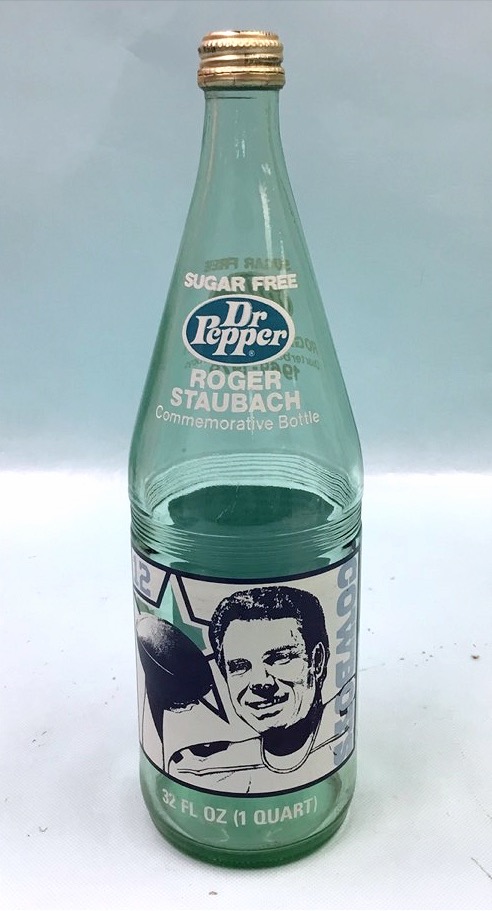 SUGAR FREE
Dr
Pepper
®
ROGER
STAUBACH
Commemorative Bottle
12
COWBOYS
32 FL OZ (1 QUART)